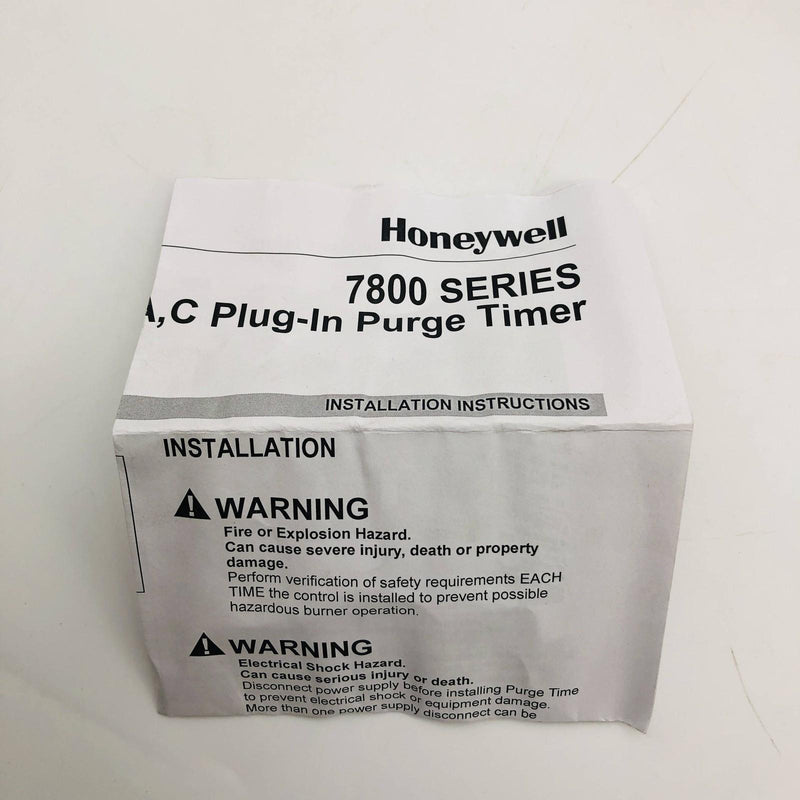 Honeywell
7800 SERIES
A,C Plug-In Purge Timer
INSTALLATION INSTRUCTIONS
INSTALLATION
WARNING
Fire or Explosion Hazard.
Can cause severe injury, death or property
damage.
Perform verification of safety requirements EACH
TIME the control is installed to prevent possible
hazardous burner operation.
WARNING
Electrical Shock Hazard.
Can cause serious injury or death.
Disconnect power supply before installing Purge Time
to prevent electrical shock or equipment damage.
More than one power supply disconnect can be